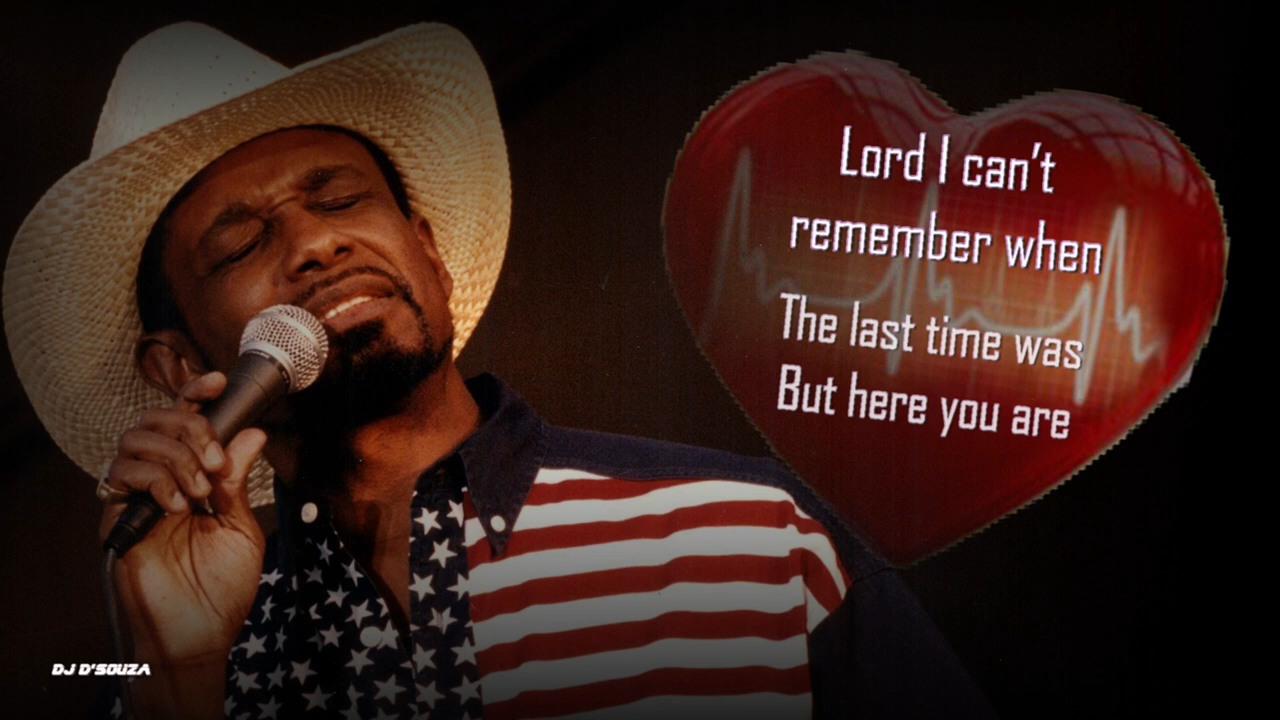 Lord I can't
remember when
The last time was
But here you are
DJ D'SOUZA